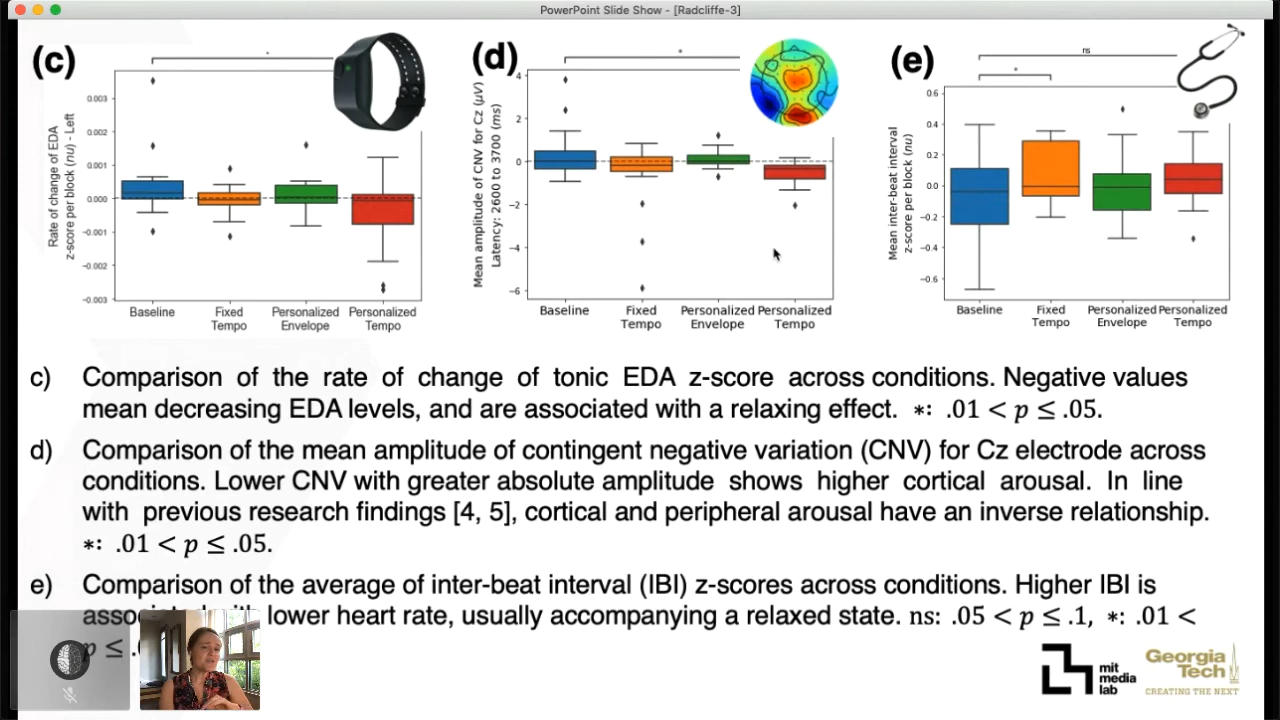 PowerPoint Slide Show - [Radcliffe-3]
(c)
*
Rate of change of EDA
z-score per block (nu) - Left
0.003
0.002
0.001
0.000
−0.001
−0.002
−0.003
Baseline
Fixed
Tempo
Personalized
Envelope
Personalized
Tempo
(d)
*
Mean amplitude of CNV for Cz (μV)
Latency: 2600 to 3700 (ms)
4
2
0
−2
−4
−6
Baseline
Fixed
Tempo
Personalized
Envelope
Personalized
Tempo
(e)
ns
*
Mean inter-beat interval
z-score per block (nu)
0.6
0.4
0.2
0.0
−0.2
−0.4
−0.6
Baseline
Fixed
Tempo
Personalized
Envelope
Personalized
Tempo
c) Comparison of the rate of change of tonic EDA z-score across conditions. Negative values
mean decreasing EDA levels, and are associated with a relaxing effect. *: .01 < p ≤ .05.
d) Comparison of the mean amplitude of contingent negative variation (CNV) for Cz electrode across
conditions. Lower CNV with greater absolute amplitude shows higher cortical arousal. In line
with previous research findings [4, 5], cortical and peripheral arousal have an inverse relationship.
*: .01 < p ≤ .05.
e) Comparison of the average of inter-beat interval (IBI) z-scores across conditions. Higher IBI is
lower heart rate, usually accompanying a relaxed state. ns: .05 < p ≤ .1, *: .01 <
p ≤
mit
media
lab
Georgia
Tech
CREATING THE NEXT